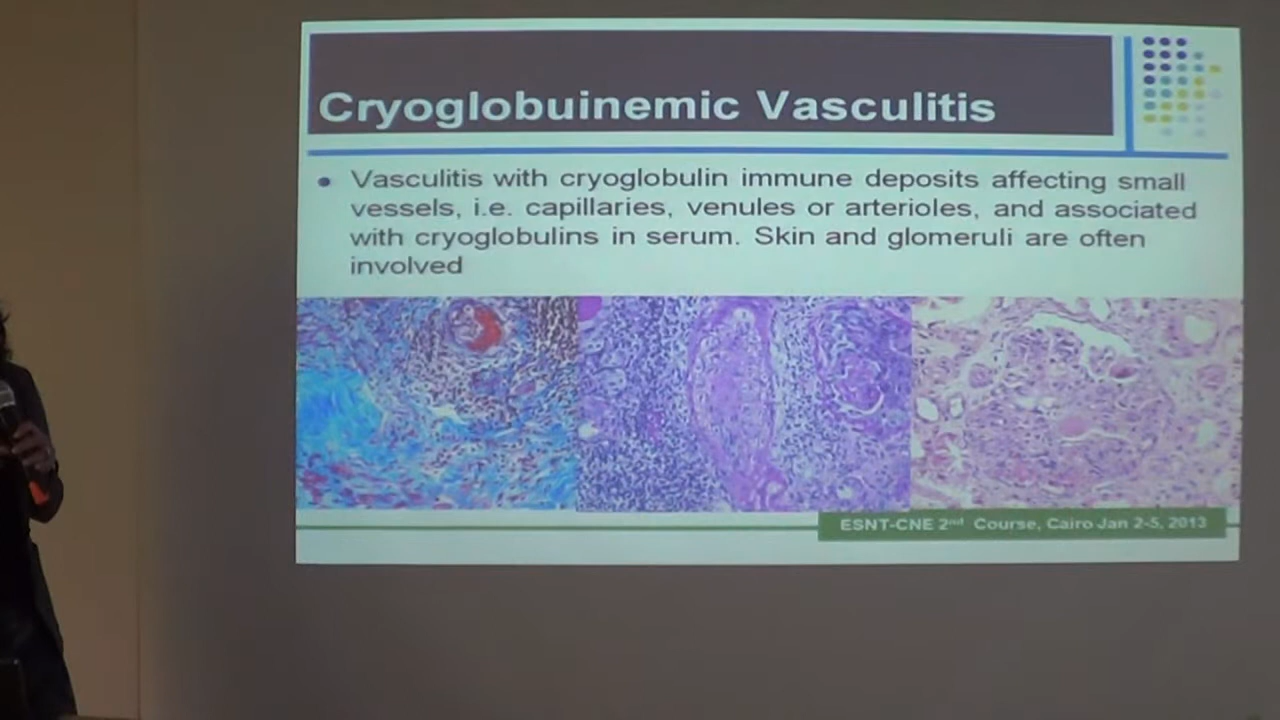 Cryoglobuinemic Vasculitis
• Vasculitis with cryoglobulin immune deposits affecting small
vessels, i.e. capillaries, venules or arterioles, and associated
with cryoglobulins in serum. Skin and glomeruli are often
involved
ESNT-CNE 2nd Course, Cairo Jan 2-5, 2013